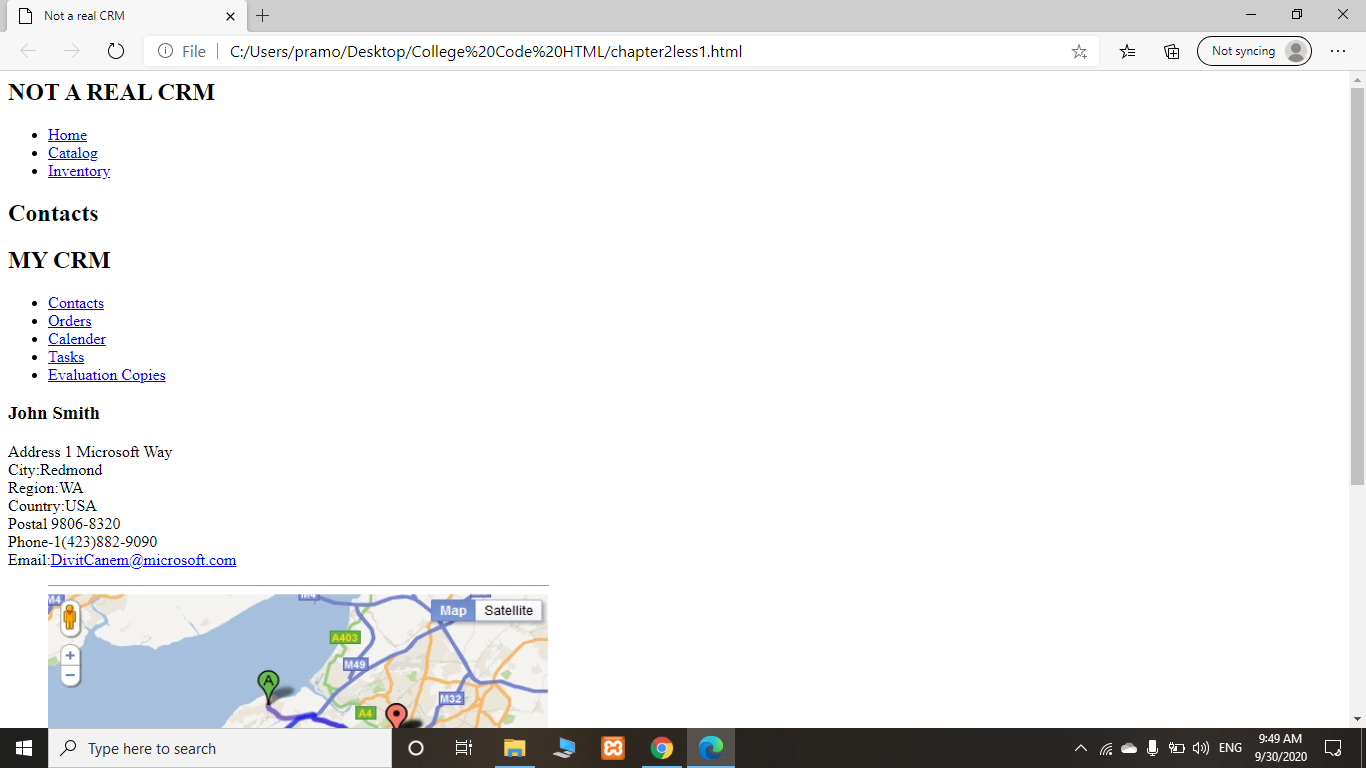 Not a real CRM
File
C:/Users/pramo/Desktop/College%20Code%20HTML/chapter2less1.html
Not syncing
NOT A REAL CRM
Home
Catalog
Inventory
Contacts
MY CRM
Contacts
Orders
Calender
Tasks
Evaluation Copies
John Smith
Address 1 Microsoft Way
City:Redmond
Region:WA
Country:USA
Postal 9806-8320
Phone-1(423)882-9090
Email:DivitCanem@microsoft.com
M4
M4
Map
Satellite
A403
M49
A
M32
A4
Type here to search
ENG
9:49 AM
9/30/2020